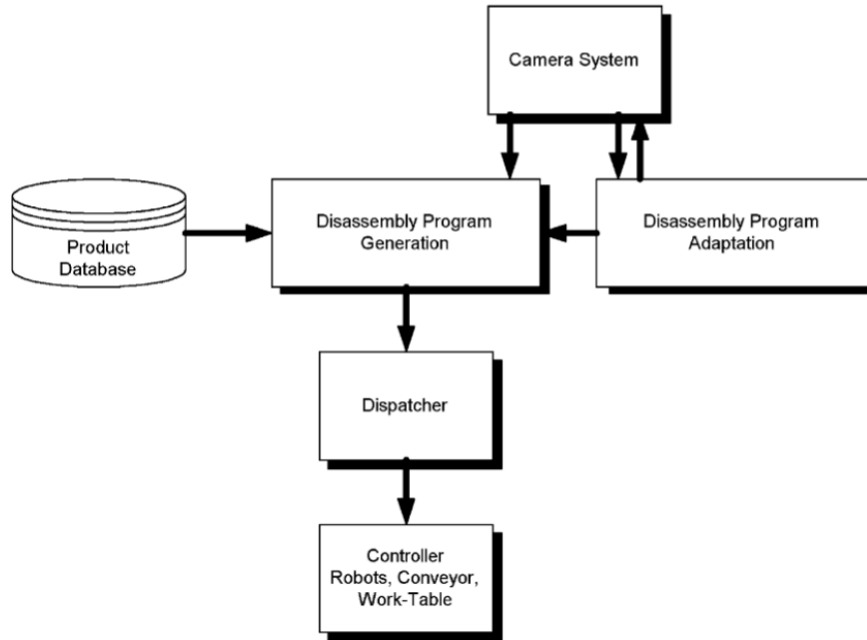 Camera System
Product
Database
Disassembly Program
Generation
Disassembly Program
Adaptation
Dispatcher
Controller
Robots, Conveyor,
Work-Table